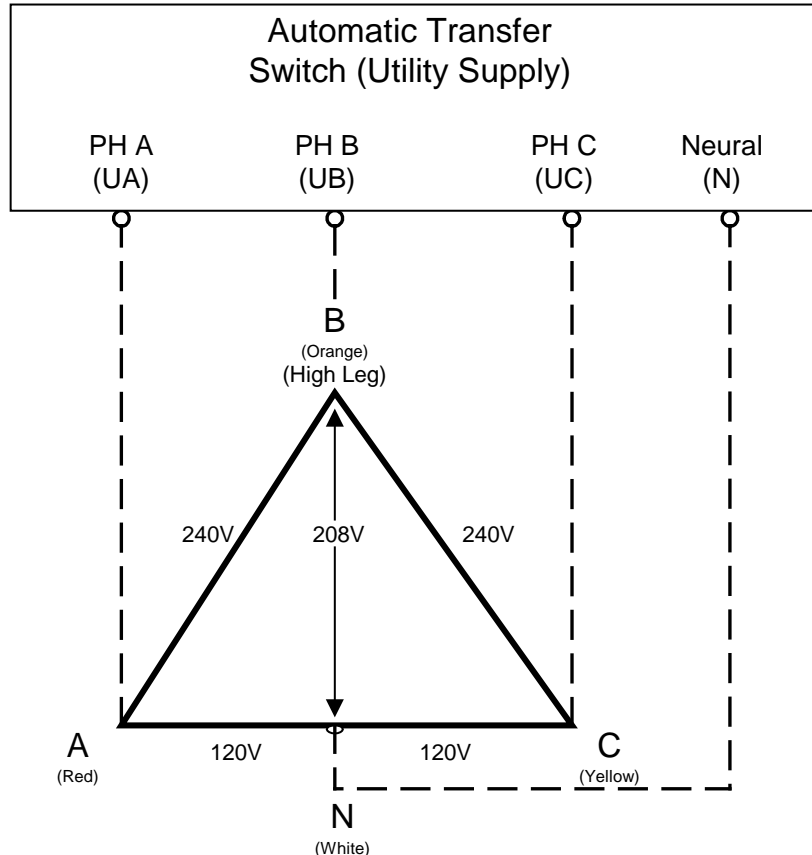 Automatic Transfer
Switch (Utility Supply)
PH A
(UA)
PH B
(UB)
PH C
(UC)
Neural
(N)
B
(Orange)
(High Leg)
240V
208V
240V
A
(Red)
120V
120V
C
(Yellow)
N
(White)